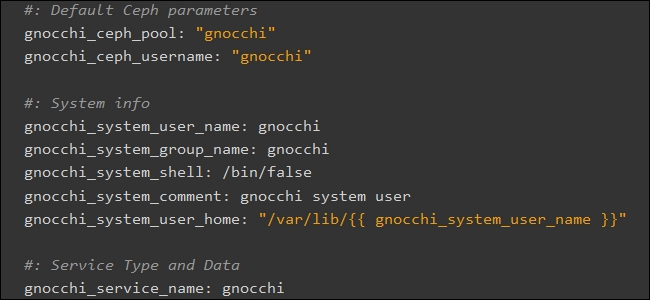 #: Default Ceph parameters
gnocchi_ceph_pool: "gnocchi"
gnocchi_ceph_username: "gnocchi"
#: System info
gnocchi_system_user_name: gnocchi
gnocchi_system_group_name: gnocchi
gnocchi_system_shell: /bin/false
gnocchi_system_comment: gnocchi system user
gnocchi_system_user_home: "/var/lib/{{ gnocchi_system_user_name }}"
#: Service Type and Data
gnocchi_service_name: gnocchi